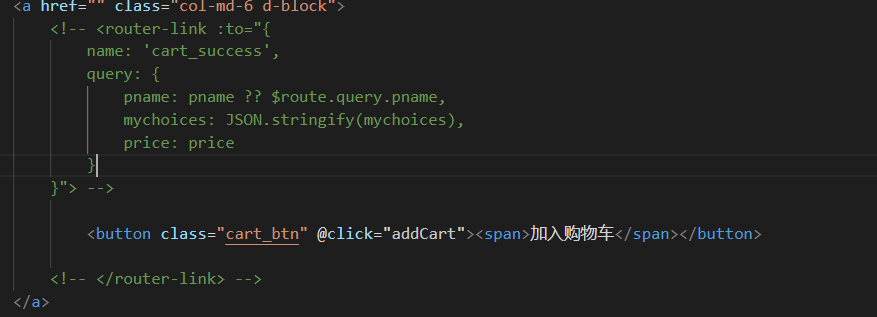 <a href="" class="col-md-6 d-block">
<!-- <router-link :to="{
name: 'cart_success',
query: {
pname: pname ?? $route.query.pname,
mychoices: JSON.stringify(mychoices),
price: price
}
}"> -->
<button class="cart_btn" @click="addCart"><span>加入购物车</span></button>
<!-- </router-link> -->
</a>